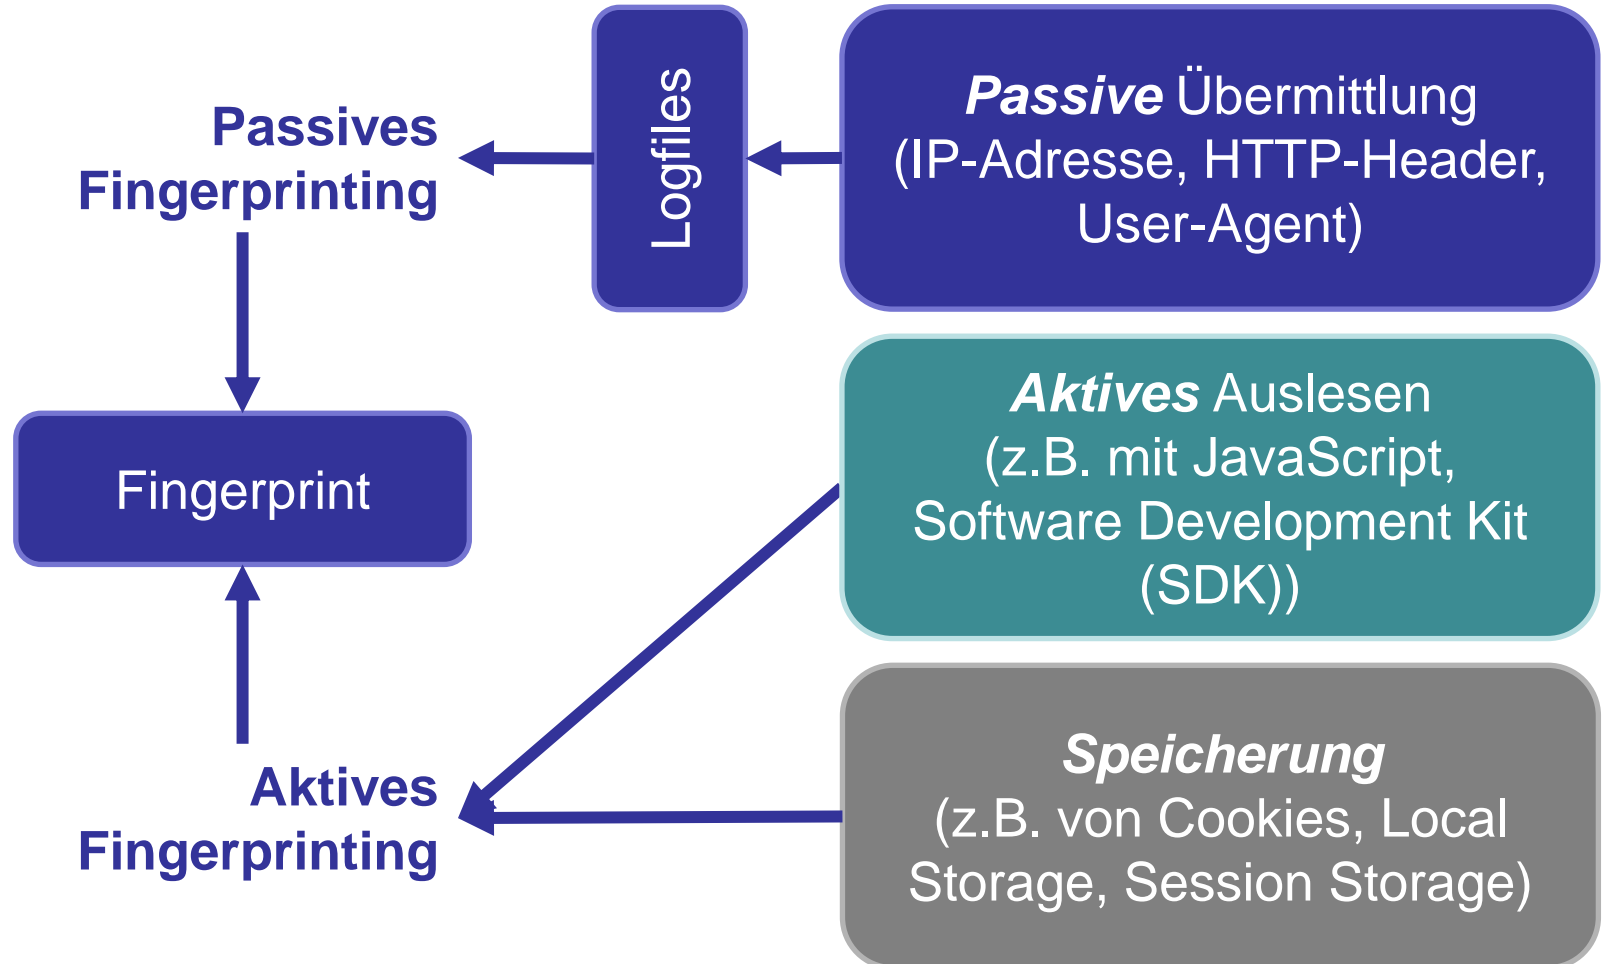 Passives
Fingerprinting
Logfiles
Passive Übermittlung
(IP-Adresse, HTTP-Header,
User-Agent)
Fingerprint
Aktives Auslesen
(z.B. mit JavaScript,
Software Development Kit
(SDK))
Aktives
Fingerprinting
Speicherung
(z.B. von Cookies, Local
Storage, Session Storage)